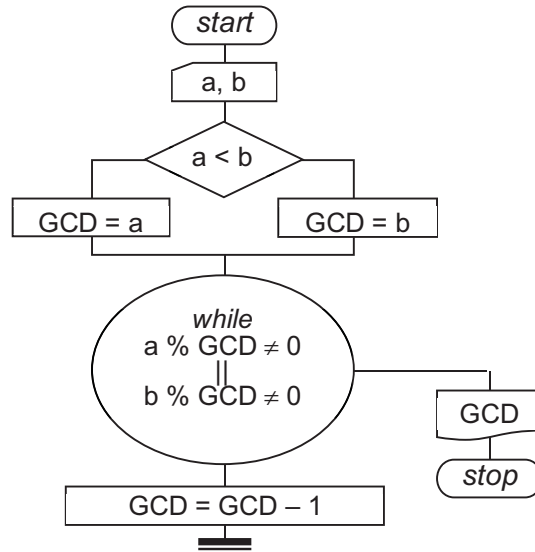 start
a, b
a < b
GCD = a
GCD = b
while
a % GCD ≠ 0
||
b % GCD ≠ 0
GCD
stop
GCD = GCD – 1